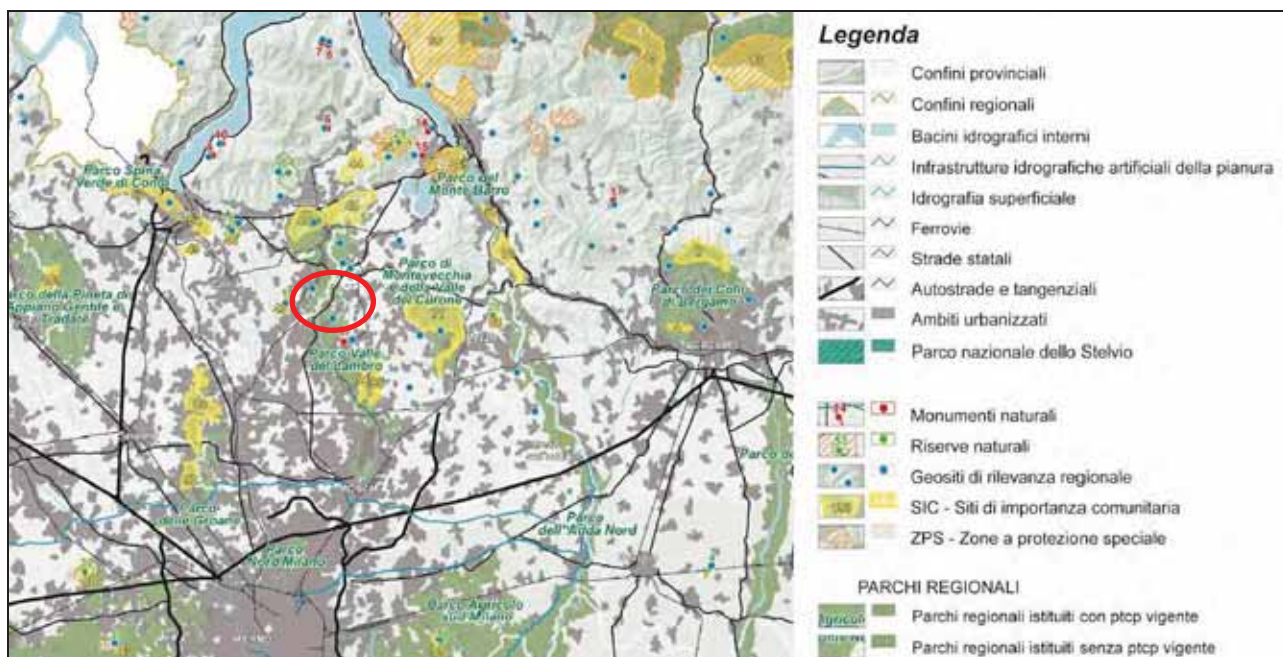 Parco Spina
Verde di Como
Parco del
Monte Barro
Parco di
Montevecchia
e della Valle
del Curone
Parco dei Colli
di Bergamo
Parco della Pineta di
Appiano Gentile e
Tradate
Parco Valle
del Lambro
Parco
delle Groane
Parco
Nord Milano
Parco
dell'Adda Nord
Parco Agricolo
sud Milano
Legenda
Confini provinciali
Confini regionali
Bacini idrografici interni
Infrastrutture idrografiche artificiali della pianura
Idrografia superficiale
Ferrovie
Strade statali
Autostrade e tangenziali
Ambiti urbanizzati
Parco nazionale dello Stelvio
Monumenti naturali
Riserve naturali
Geositi di rilevanza regionale
SIC - Siti di importanza comunitaria
ZPS - Zone a protezione speciale
PARCHI REGIONALI
Parchi regionali istituiti con ptcp vigente
Parchi regionali istituiti senza ptcp vigente